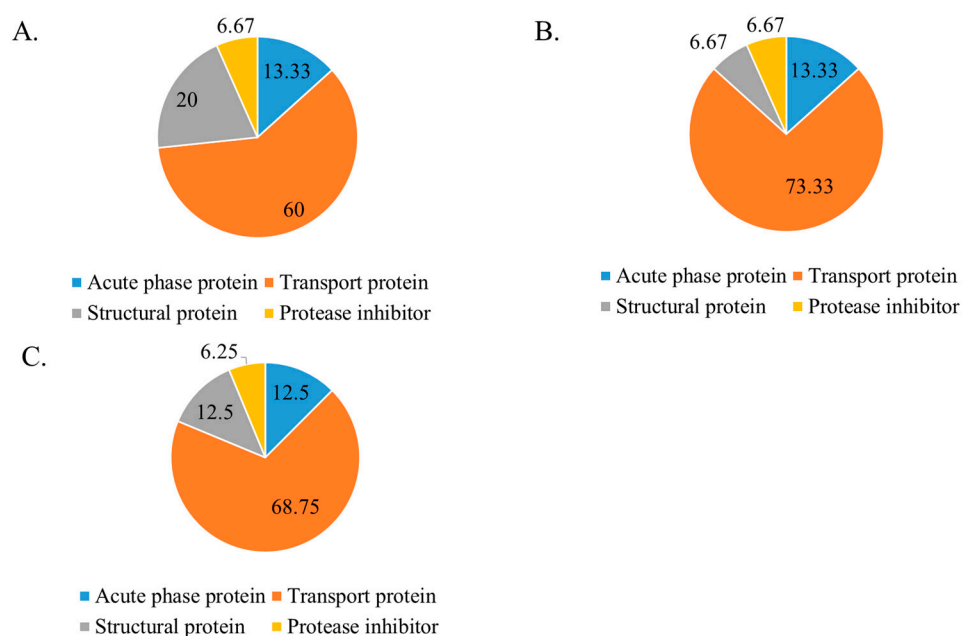 A.
6.67
13.33
20
60
■ Acute phase protein ■ Transport protein
■ Structural protein ■ Protease inhibitor
B.
6.67
6.67
13.33
73.33
■ Acute phase protein ■ Transport protein
■ Structural protein ■ Protease inhibitor
C.
6.25
12.5
12.5
68.75
■ Acute phase protein ■ Transport protein
■ Structural protein ■ Protease inhibitor